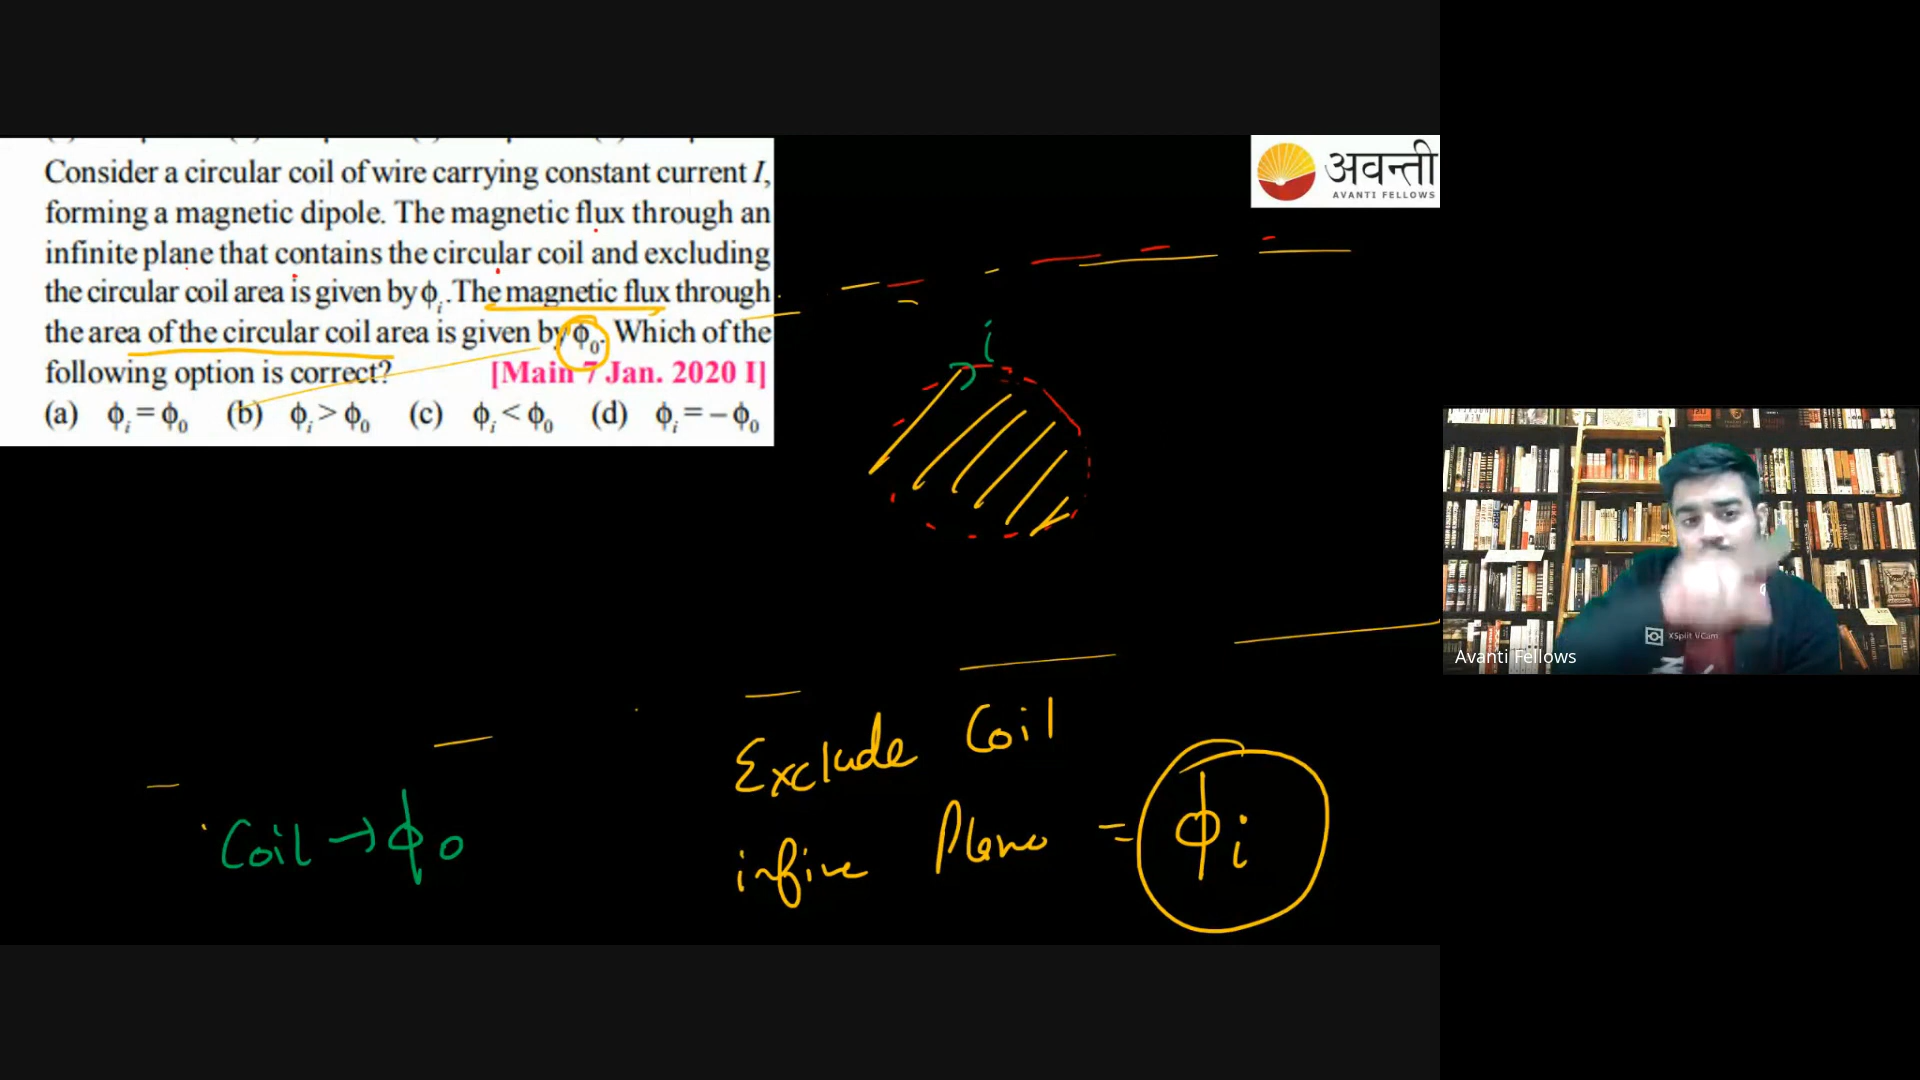 Consider a circular coil of wire carrying constant current I,
forming a magnetic dipole. The magnetic flux through an
infinite plane that contains the circular coil and excluding
the circular coil area is given by ϕi. The magnetic flux through
the area of the circular coil area is given by ϕ0. Which of the
following option is correct? [Main 7 Jan. 2020 I]
(a) ϕi = ϕ0 (b) ϕi > ϕ0 (c) ϕi < ϕ0 (d) ϕi = – ϕ0
अवन्ती
AVANTI FELLOWS
i
Exclude Coil
infine Plane = ϕi
Coil → ϕ0
XSplit VCam
Avanti Fellows